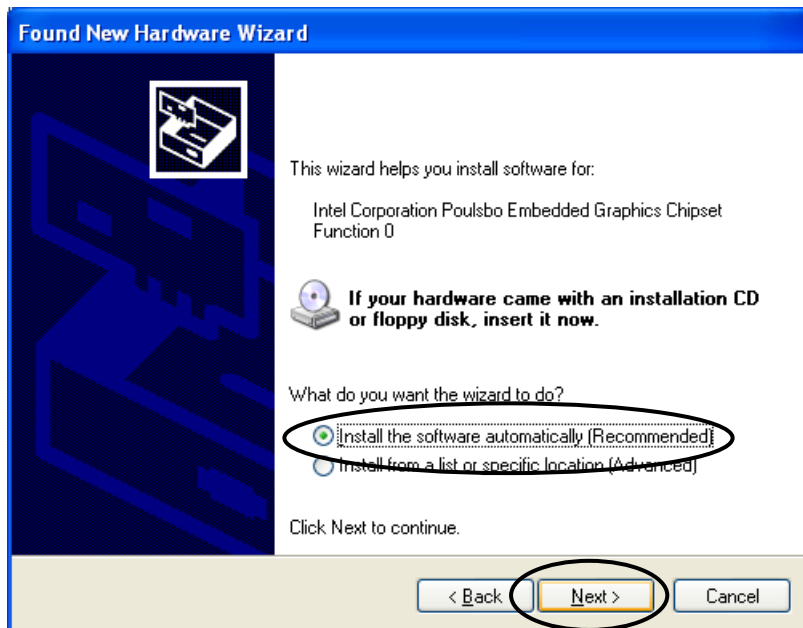 Found New Hardware Wizard
This wizard helps you install software for:
Intel Corporation Poulsbo Embedded Graphics Chipset
Function 0
If your hardware came with an installation CD
or floppy disk, insert it now.
What do you want the wizard to do?
Install the software automatically (Recommended)
Install from a list or specific location (Advanced)
Click Next to continue.
< Back
Next >
Cancel